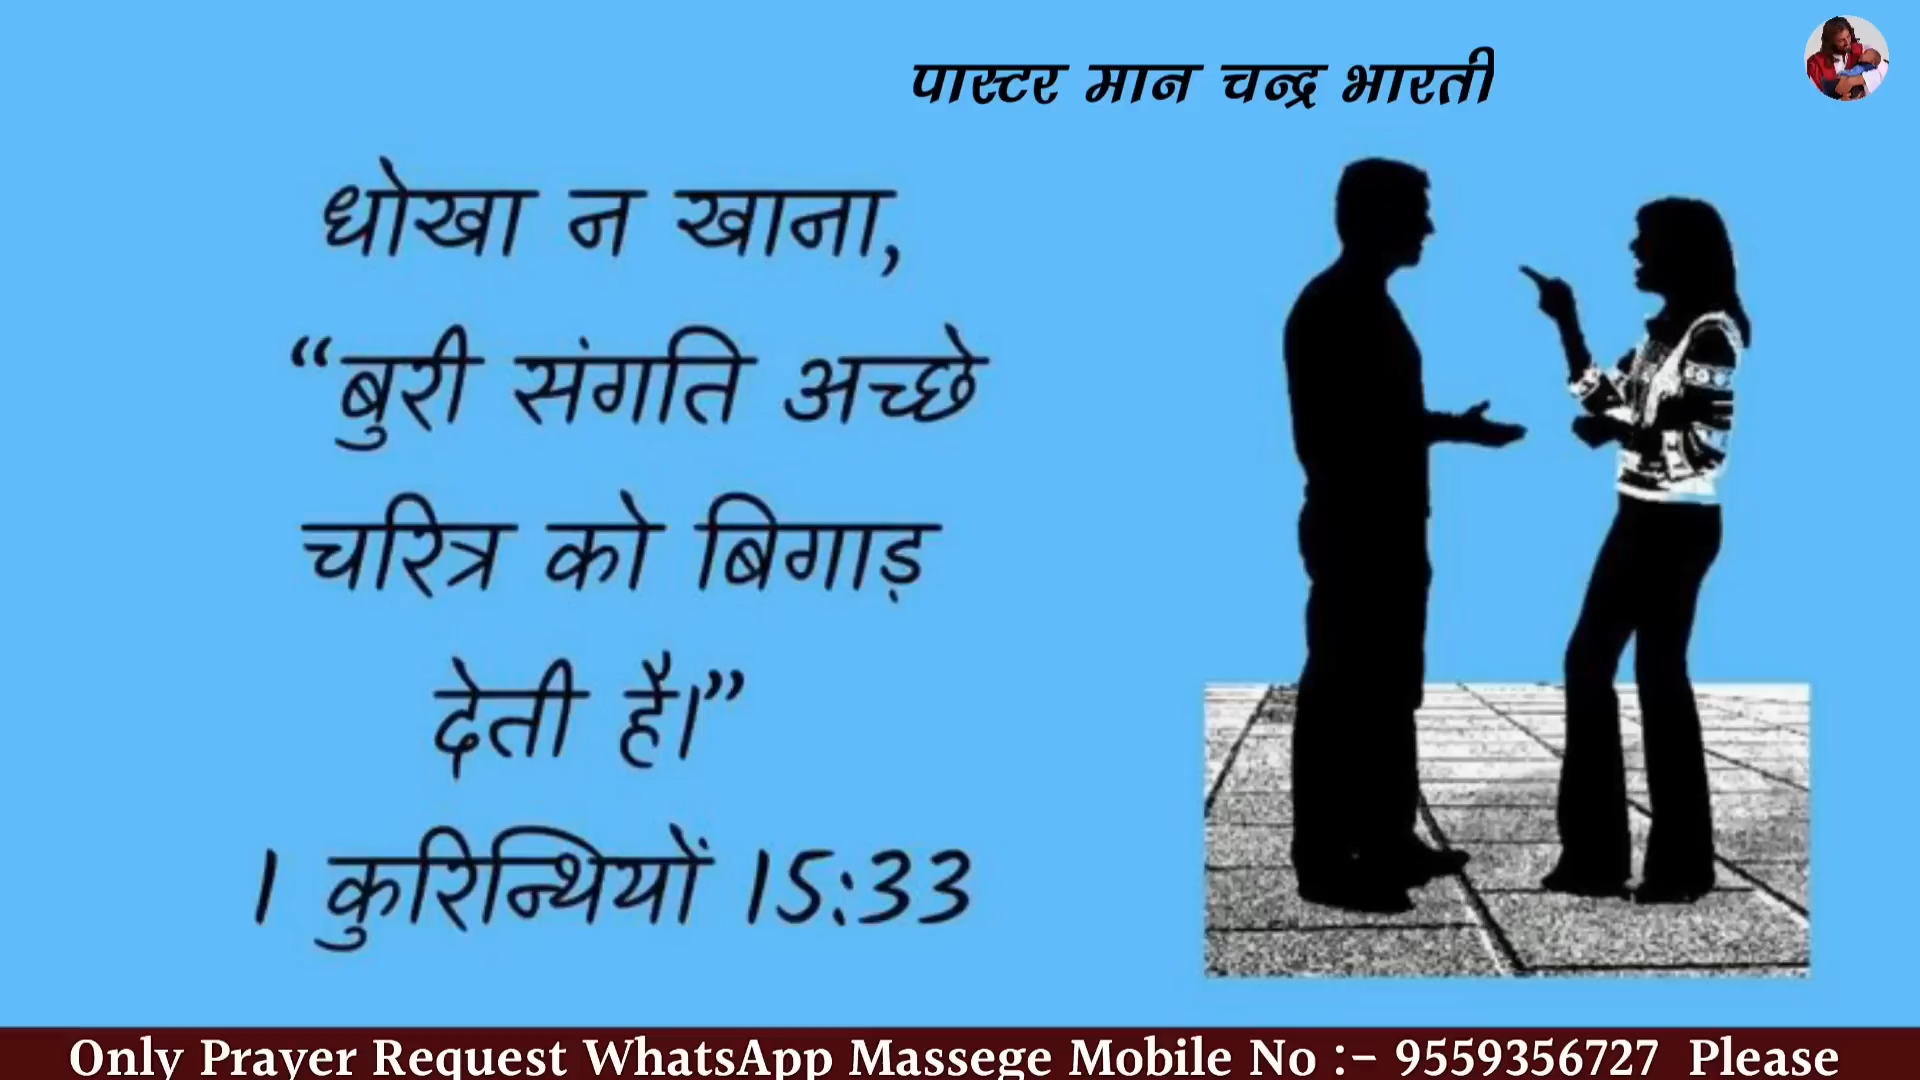 पास्टर मान चन्द्र भारती
धोखा न खाना,
“बुरी संगति अच्छे
चरित्र को बिगाड़
देती है।”
1 कुरिन्थियों 15:33
Only Prayer Request WhatsApp Massege Mobile No :- 9559356727 Please